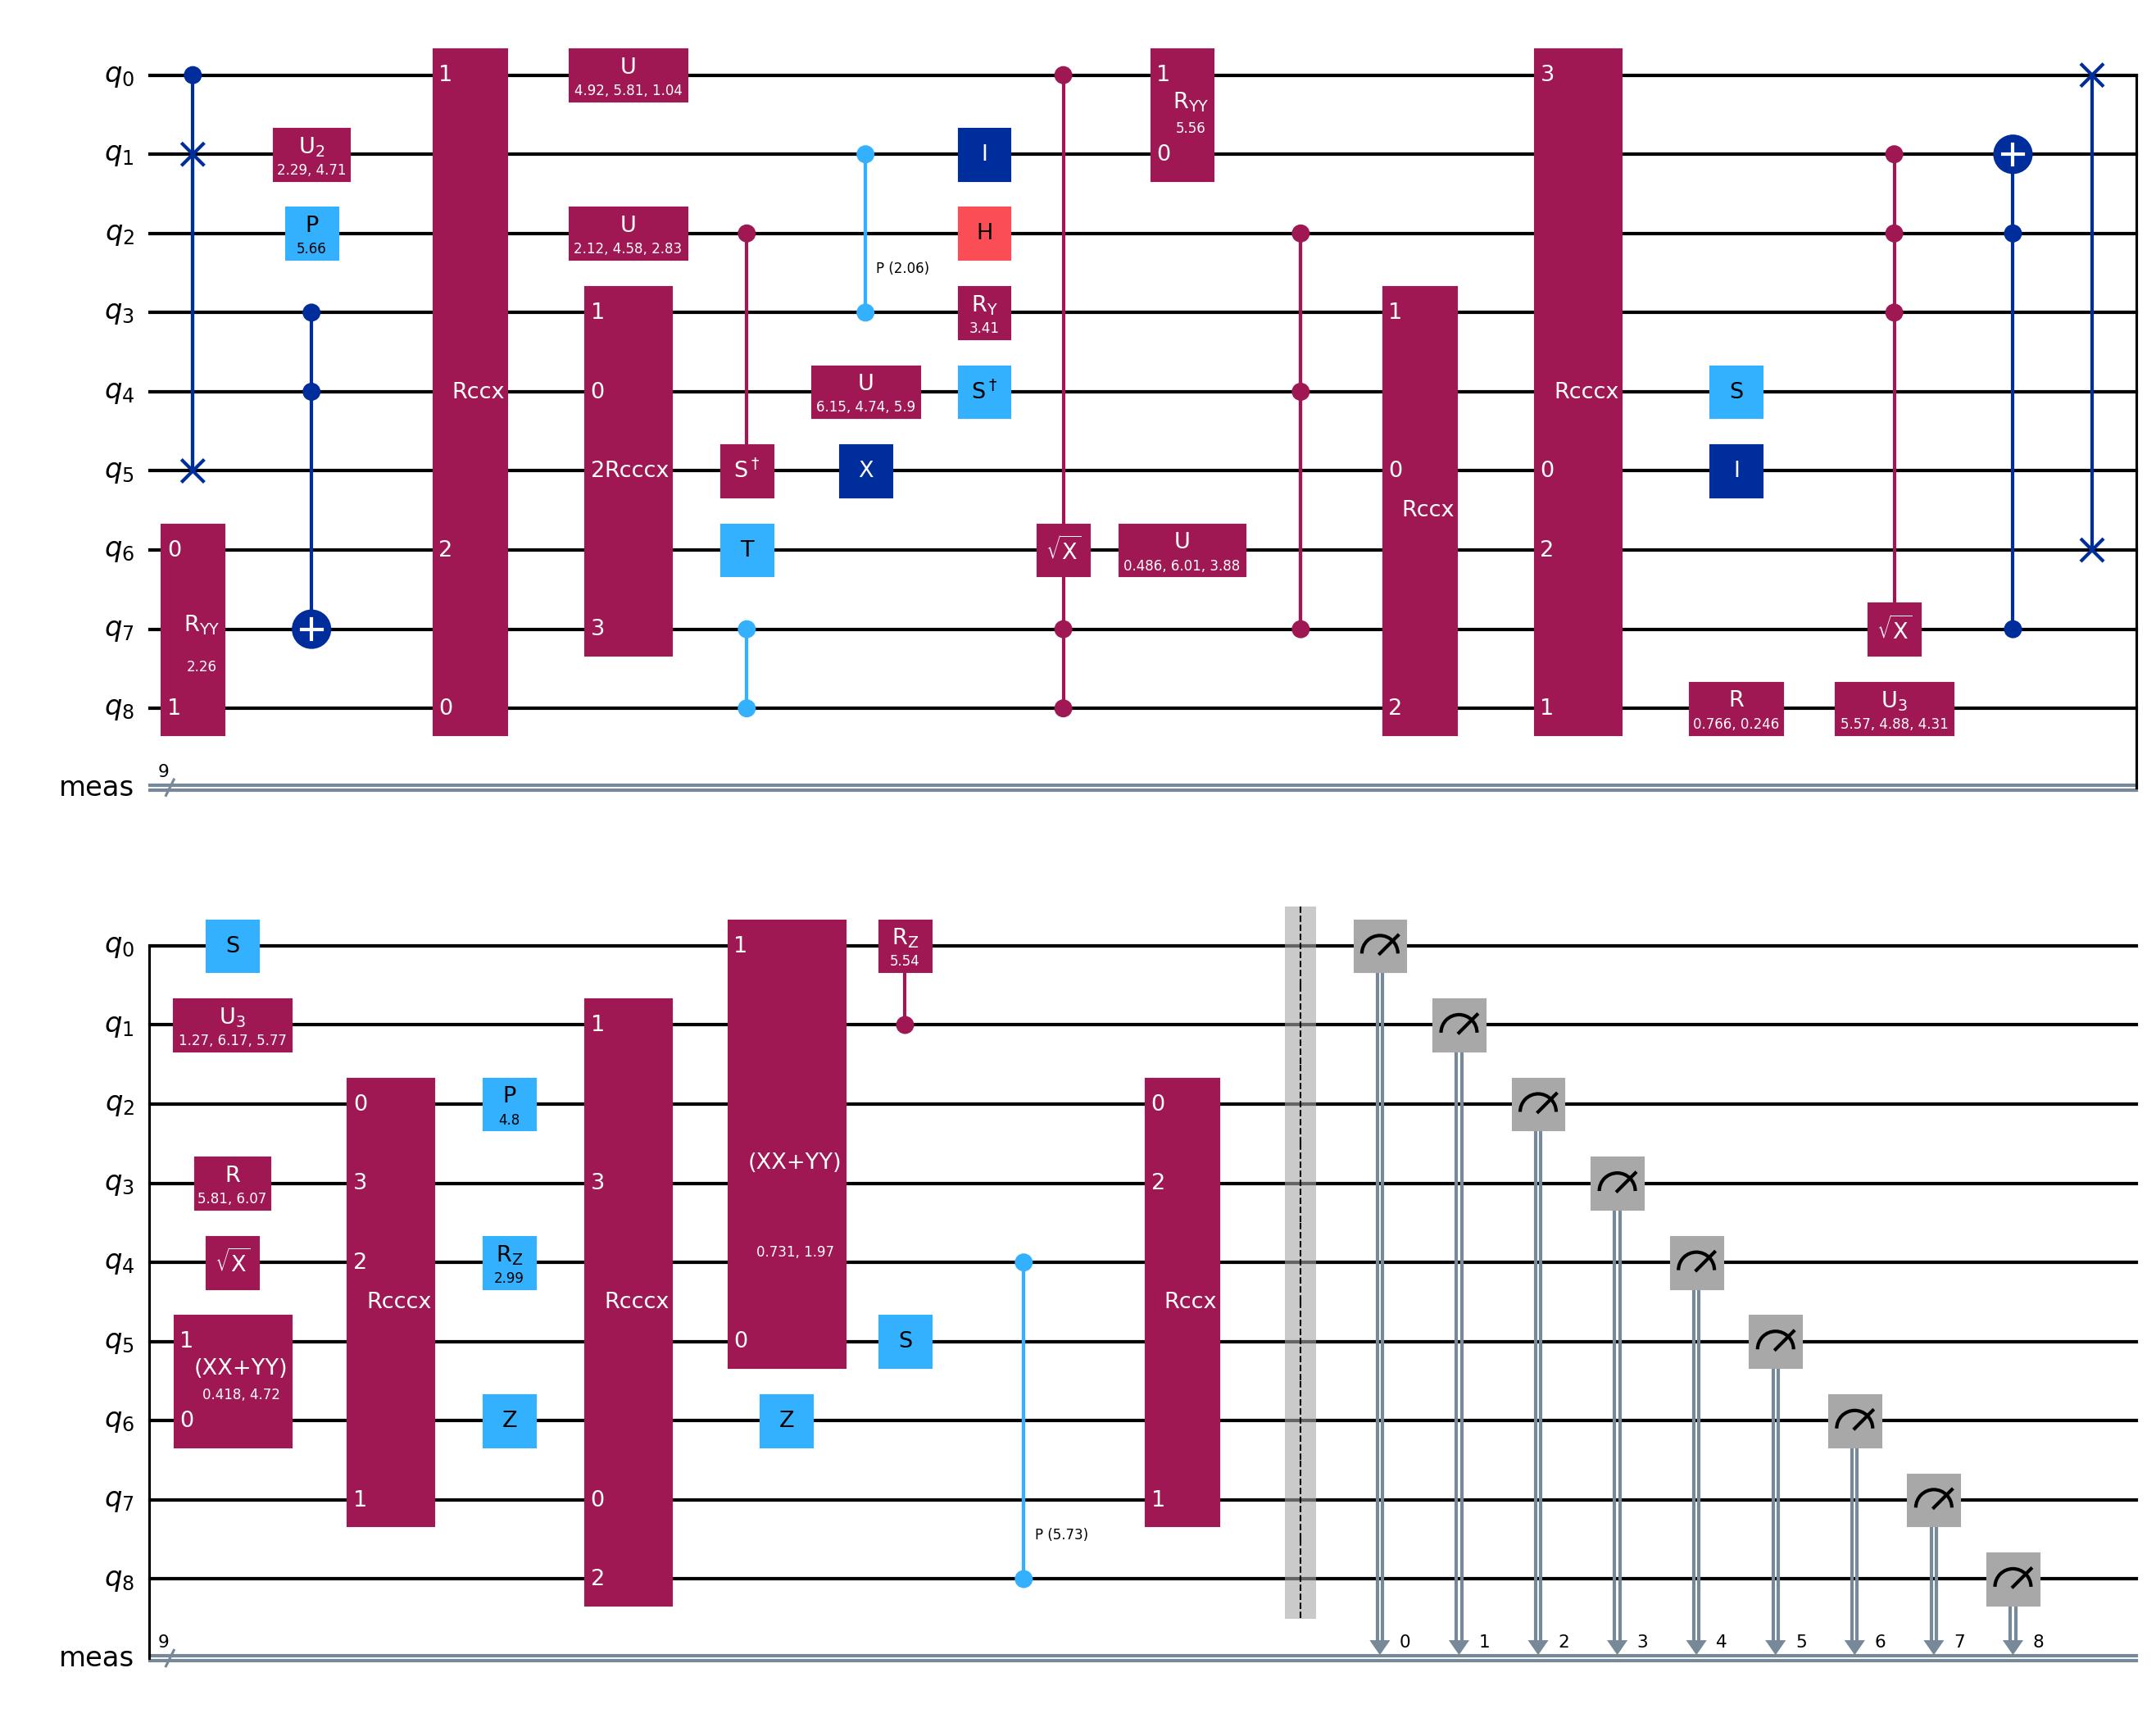 q0 1 U 4.92, 5.81, 1.04 1 RYY 5.56 3
q1 U2 2.29, 4.71 I 0
q2 P 5.66 U 2.12, 4.58, 2.83 P (2.06) H
q3 1 RY 3.41 1
q4 Rccx 0 U 6.15, 4.74, 5.9 S† Rcccx S
q5 2Rcccx S† X 0 0 I
q6 0 2 T √X U 0.486, 6.01, 3.88 Rccx 2
q7 RYY 2.26 3 √X
q8 1 0 2 1 R 0.766, 0.246 U3 5.57, 4.88, 4.31
meas 9
q0 S 1 RZ 5.54
q1 U3 1.27, 6.17, 5.77 1
q2 0 P 4.8 0
q3 R 5.81, 6.07 3 3 (XX+YY) 2
q4 √X 2 RZ 2.99 0.731, 1.97
Rcccx Rcccx Rccx
q5 1 (XX+YY) 0.418, 4.72 0 S
q6 0 Z Z
q7 1 0 1
P (5.73)
q8 2
meas 9 0 1 2 3 4 5 6 7 8